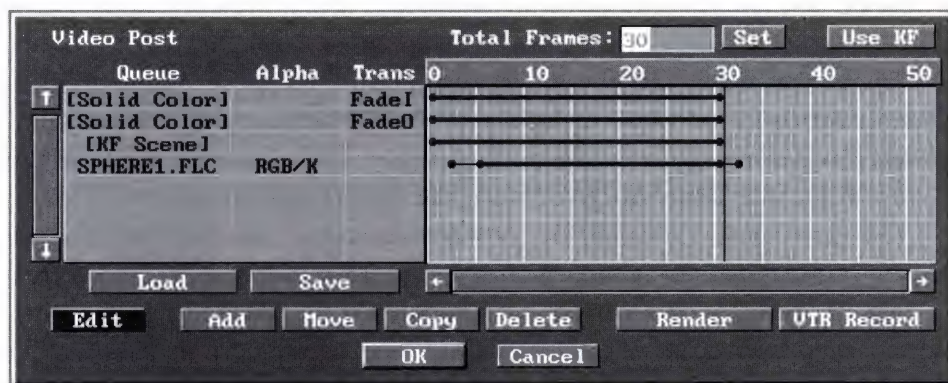 Video Post Total Frames: 30 Set Use KF
Queue Alpha Trans 0 10 20 30 40 50
[Solid Color] FadeI
[Solid Color] FadeO
[KF Scene]
SPHERE1.FLC RGB/K
Load Save
Edit Add Move Copy Delete Render VTR Record
OK Cancel